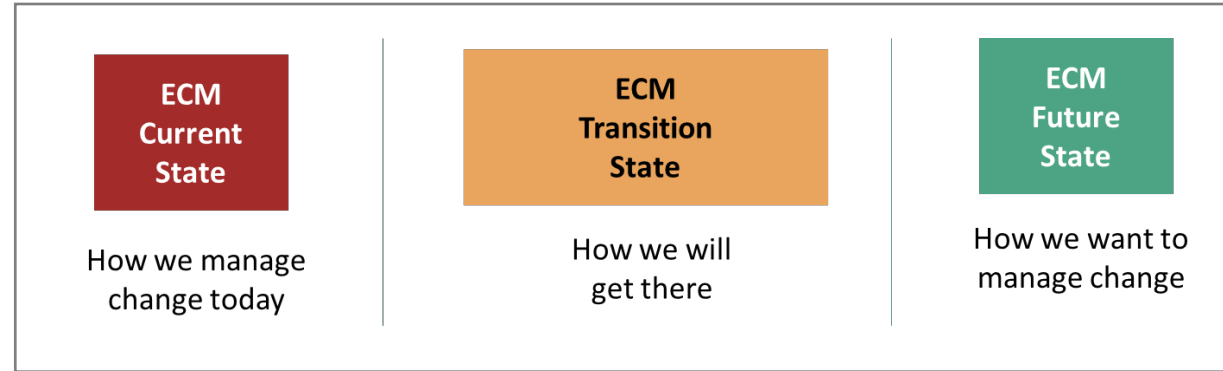 ECM
Current
State
How we manage
change today
ECM
Transition
State
How we will
get there
ECM
Future
State
How we want to
manage change